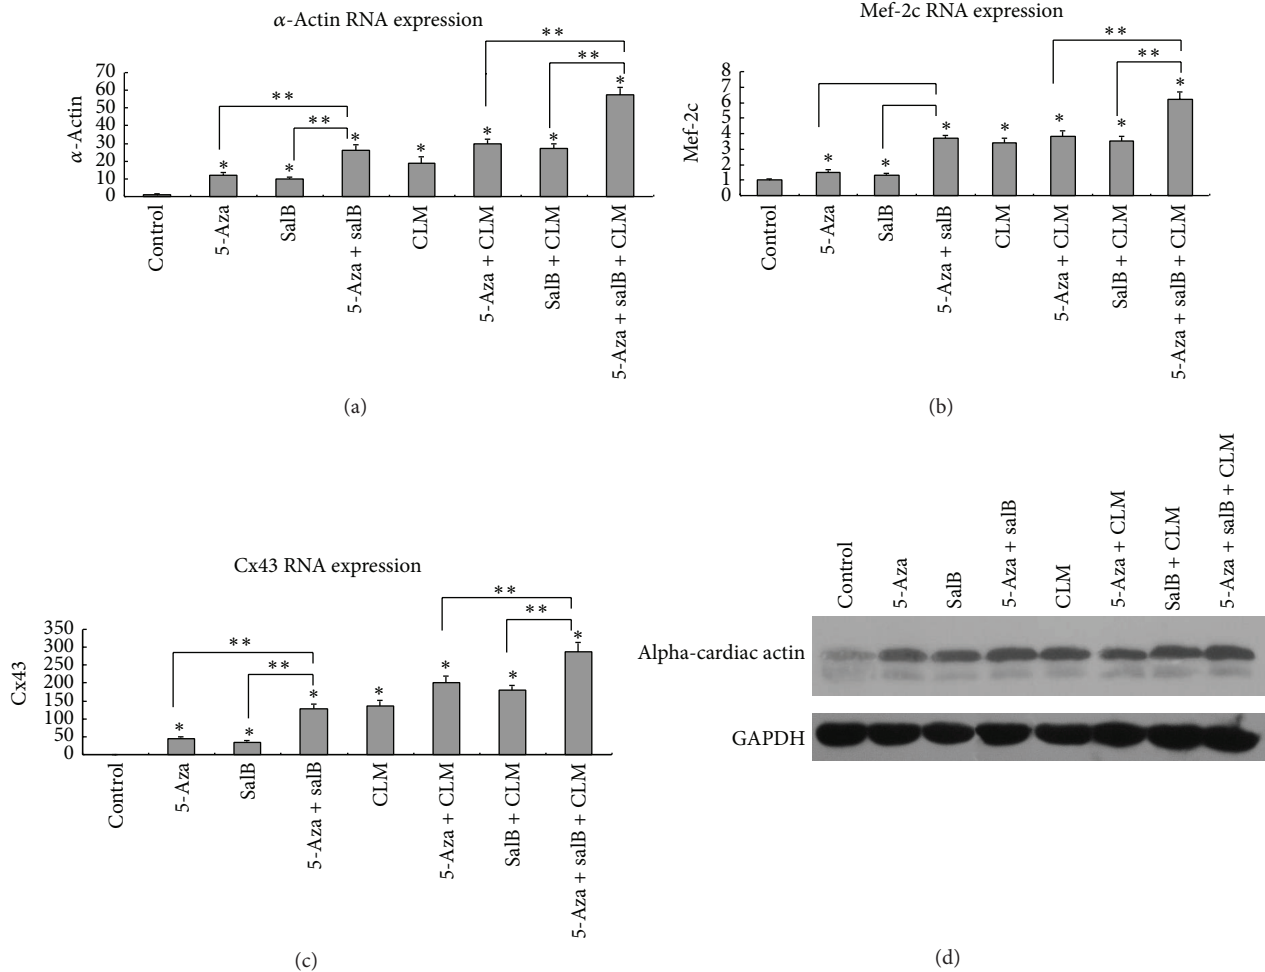 α-Actin RNA expression
** **
** **
α-Actin
70
60
50
40
30
20
10
0
* * * * * * *
Control
5-Aza
SalB
5-Aza + salB
CLM
5-Aza + CLM
SalB + CLM
5-Aza + salB + CLM
(a)
Mef-2c RNA expression
**
**
Mef-2c
8
7
6
5
4
3
2
1
0
* * * * * * *
Control
5-Aza
SalB
5-Aza + salB
CLM
5-Aza + CLM
SalB + CLM
5-Aza + salB + CLM
(b)
Cx43 RNA expression
** **
** **
Cx43
350
300
250
200
150
100
50
0
* * * * * * *
Control
5-Aza
SalB
5-Aza + salB
CLM
5-Aza + CLM
SalB + CLM
5-Aza + salB + CLM
(c)
Control
5-Aza
SalB
5-Aza + salB
CLM
5-Aza + CLM
SalB + CLM
5-Aza + salB + CLM
Alpha-cardiac actin
GAPDH
(d)